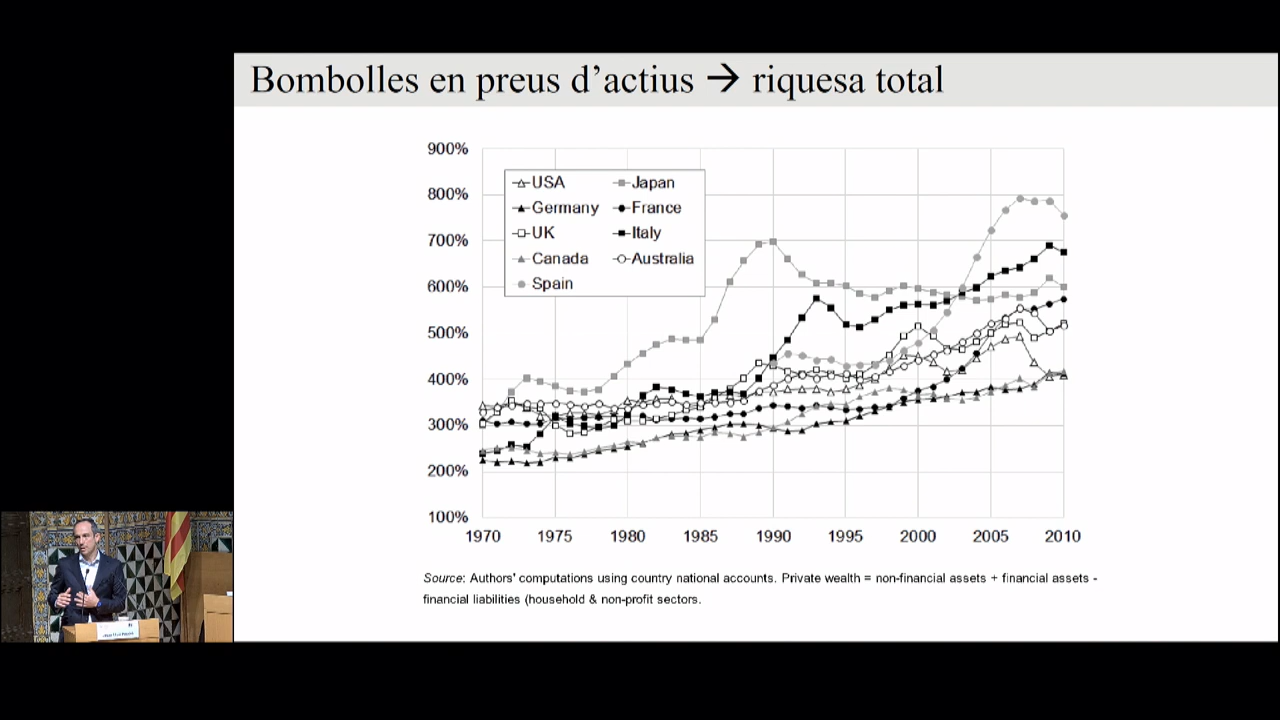 Bombolles en preus d’actius → riquesa total
900%
800%
700%
600%
500%
400%
300%
200%
100%
USA Japan
Germany France
UK Italy
Canada Australia
Spain
1970 1975 1980 1985 1990 1995 2000 2005 2010
Source: Authors' computations using country national accounts. Private wealth = non-financial assets + financial assets -
financial liabilities (household & non-profit sectors.